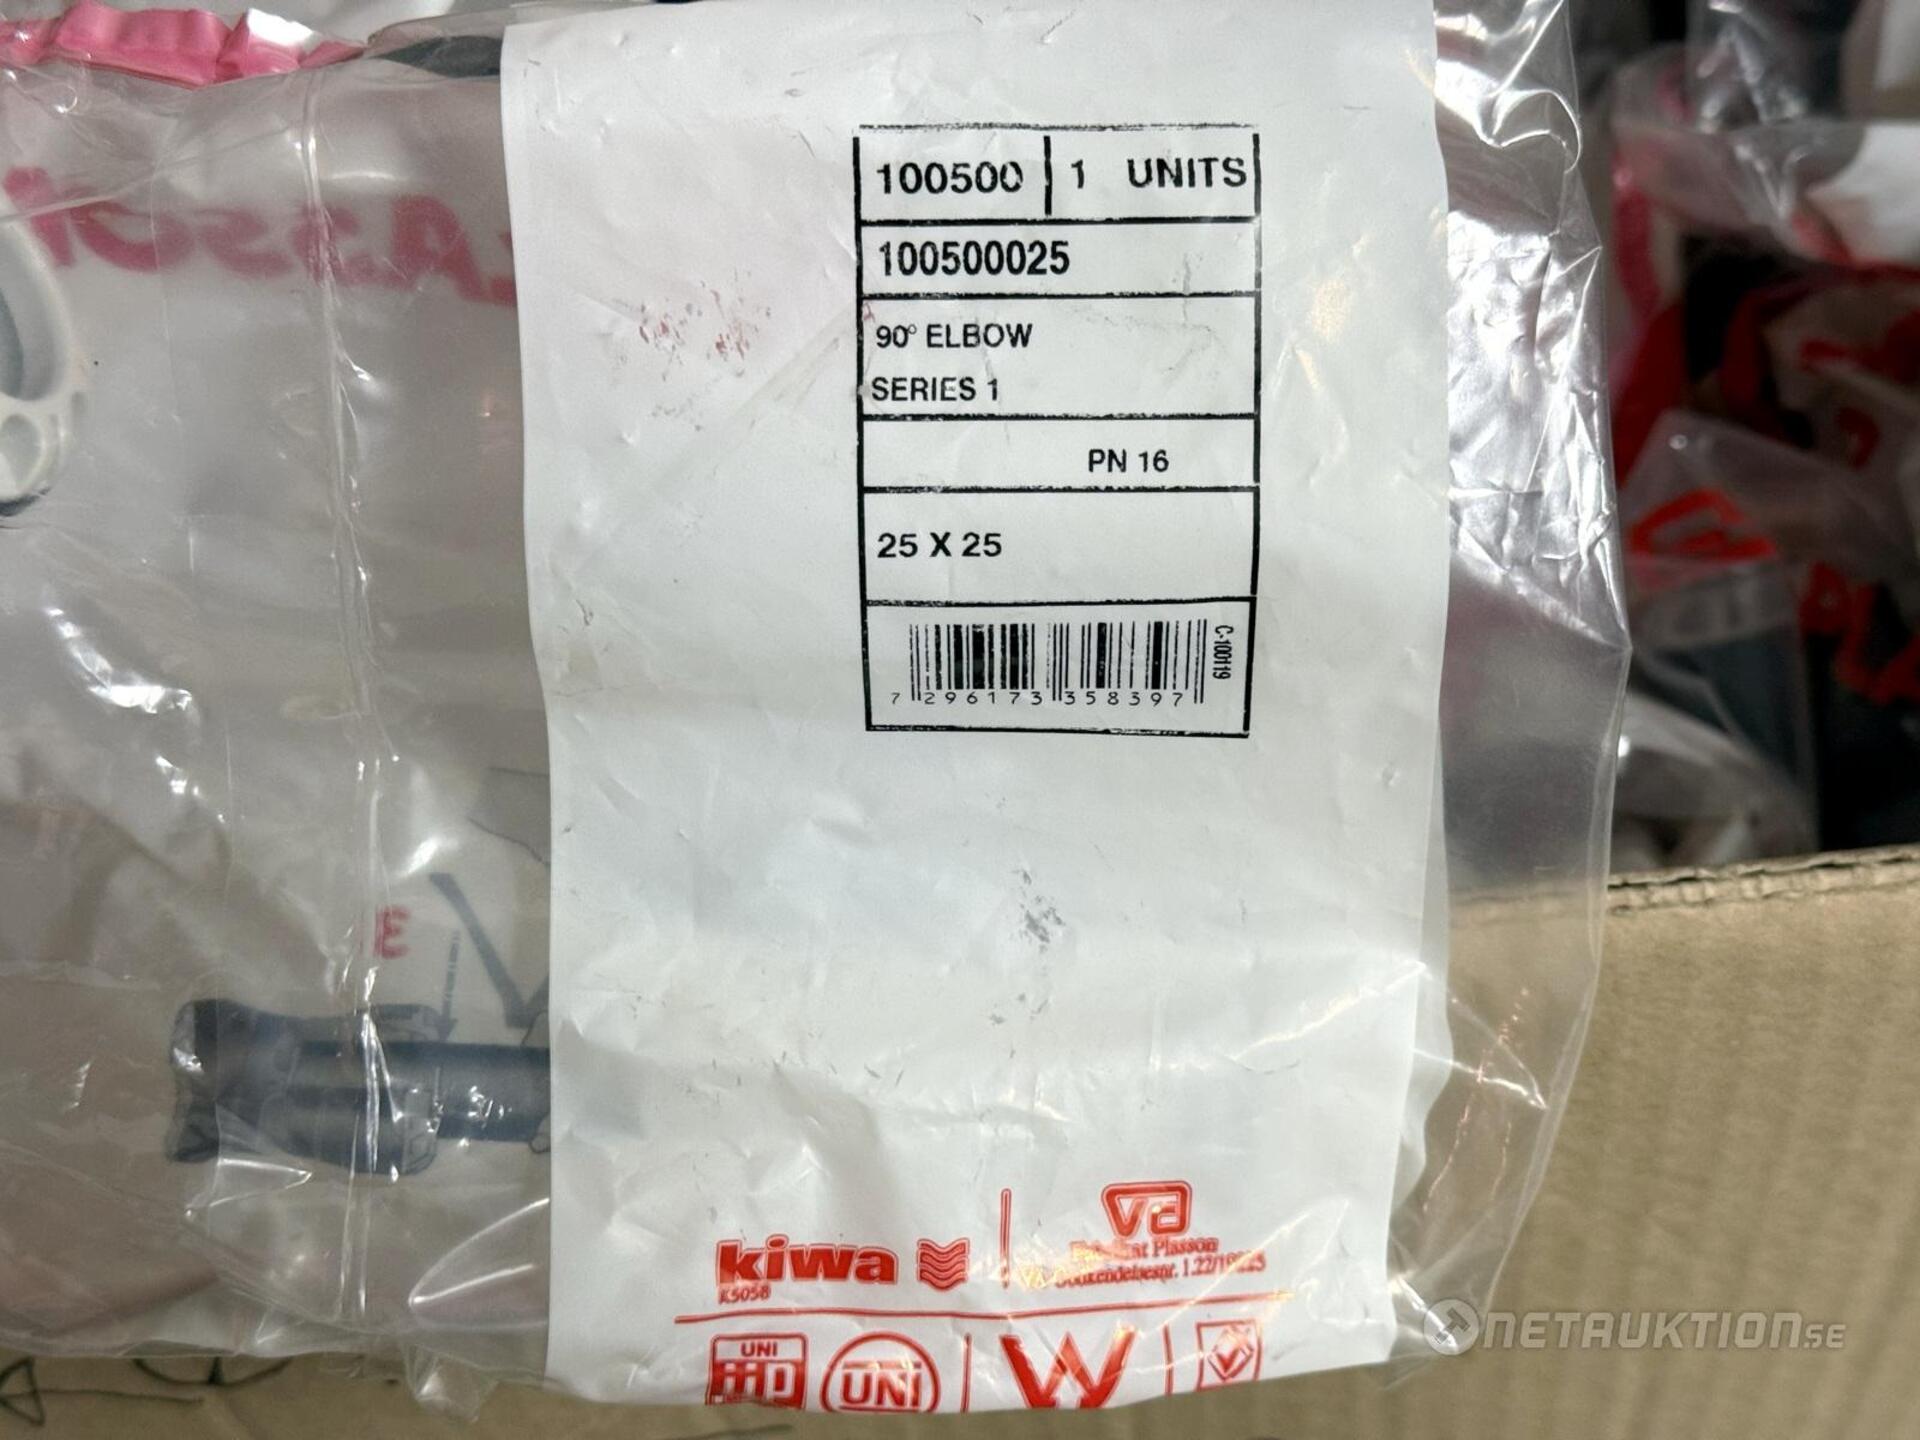 100500 1 UNITS
100500025
90° ELBOW
SERIES 1
PN 16
25 X 25
C-100119
7 296173 358397
kiwa
K5058
va
Plasson
UNI
UNI
W
NETAUKTION.SE